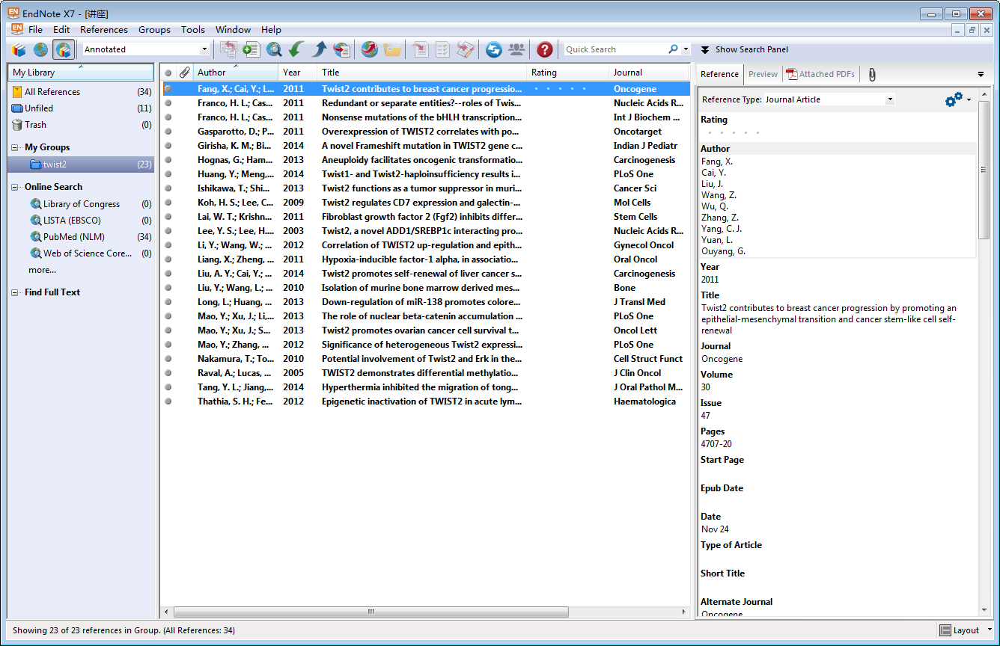 EndNote X7 - [讲座]
File Edit References Groups Tools Window Help
Annotated
Quick Search
Show Search Panel
My Library
All References (34)
Unfiled (11)
Trash (0)
My Groups
twist2 (23)
Online Search
Library of Congress (0)
LISTA (EBSCO) (0)
PubMed (NLM) (34)
Web of Science Core... (0)
more...
Find Full Text
Author Year Title Rating Journal
Fang, X.; Cai, Y.; L... 2011 Twist2 contributes to breast cancer progressio... Oncogene
Franco, H. L.; Cas... 2011 Redundant or separate entities?--roles of Twis... Nucleic Acids R...
Franco, H. L.; Cas... 2011 Nonsense mutations of the bHLH transcription... Int J Biochem ...
Gasparotto, D.; P... 2011 Overexpression of TWIST2 correlates with po... Oncotarget
Girisha, K. M.; Bi... 2014 A novel Frameshift mutation in TWIST2 gene c... Indian J Pediatr
Hognas, G.; Ham... 2013 Aneuploidy facilitates oncogenic transformatio... Carcinogenesis
Huang, Y.; Meng,... 2014 Twist1- and Twist2-haploinsufficiency results i... PLoS One
Ishikawa, T.; Shi... 2013 Twist2 functions as a tumor suppressor in muri... Cancer Sci
Koh, H. S.; Lee, C... 2009 Twist2 regulates CD7 expression and galectin-... Mol Cells
Lai, W. T.; Krishn... 2011 Fibroblast growth factor 2 (Fgf2) inhibits differ... Stem Cells
Lee, Y. S.; Lee, H.... 2003 Twist2, a novel ADD1/SREBP1c interacting pro... Nucleic Acids R...
Li, Y.; Wang, W.; ... 2012 Correlation of TWIST2 up-regulation and epith... Gynecol Oncol
Liang, X.; Zheng, ... 2011 Hypoxia-inducible factor-1 alpha, in associatio... Oral Oncol
Liu, A. Y.; Cai, Y.; ... 2014 Twist2 promotes self-renewal of liver cancer s... Carcinogenesis
Liu, Y.; Wang, L.; ... 2010 Isolation of murine bone marrow derived mes... Bone
Long, L.; Huang, ... 2013 Down-regulation of miR-138 promotes colore... J Transl Med
Mao, Y.; Xu, J.; Li,... 2013 The role of nuclear beta-catenin accumulation ... PLoS One
Mao, Y.; Xu, J.; S... 2013 Twist2 promotes ovarian cancer cell survival t... Oncol Lett
Mao, Y.; Zhang, ... 2012 Significance of heterogeneous Twist2 expressi... PLoS One
Nakamura, T.; To... 2010 Potential involvement of Twist2 and Erk in the... Cell Struct Funct
Raval, A.; Lucas, ... 2005 TWIST2 demonstrates differential methylatio... J Clin Oncol
Tang, Y. L.; Jiang,... 2014 Hyperthermia inhibited the migration of tong... J Oral Pathol M...
Thathia, S. H.; Fe... 2012 Epigenetic inactivation of TWIST2 in acute lym... Haematologica
Reference Preview Attached PDFs
Reference Type: Journal Article
Rating
Author
Fang, X.
Cai, Y.
Liu, J.
Wang, Z.
Wu, Q.
Zhang, Z.
Yang, C. J.
Yuan, L.
Ouyang, G.
Year
2011
Title
Twist2 contributes to breast cancer progression by promoting an
epithelial-mesenchymal transition and cancer stem-like cell self-
renewal
Journal
Oncogene
Volume
30
Issue
47
Pages
4707-20
Start Page
Epub Date
Date
Nov 24
Type of Article
Short Title
Alternate Journal
Oncogene
Showing 23 of 23 references in Group. (All References: 34)
Layout